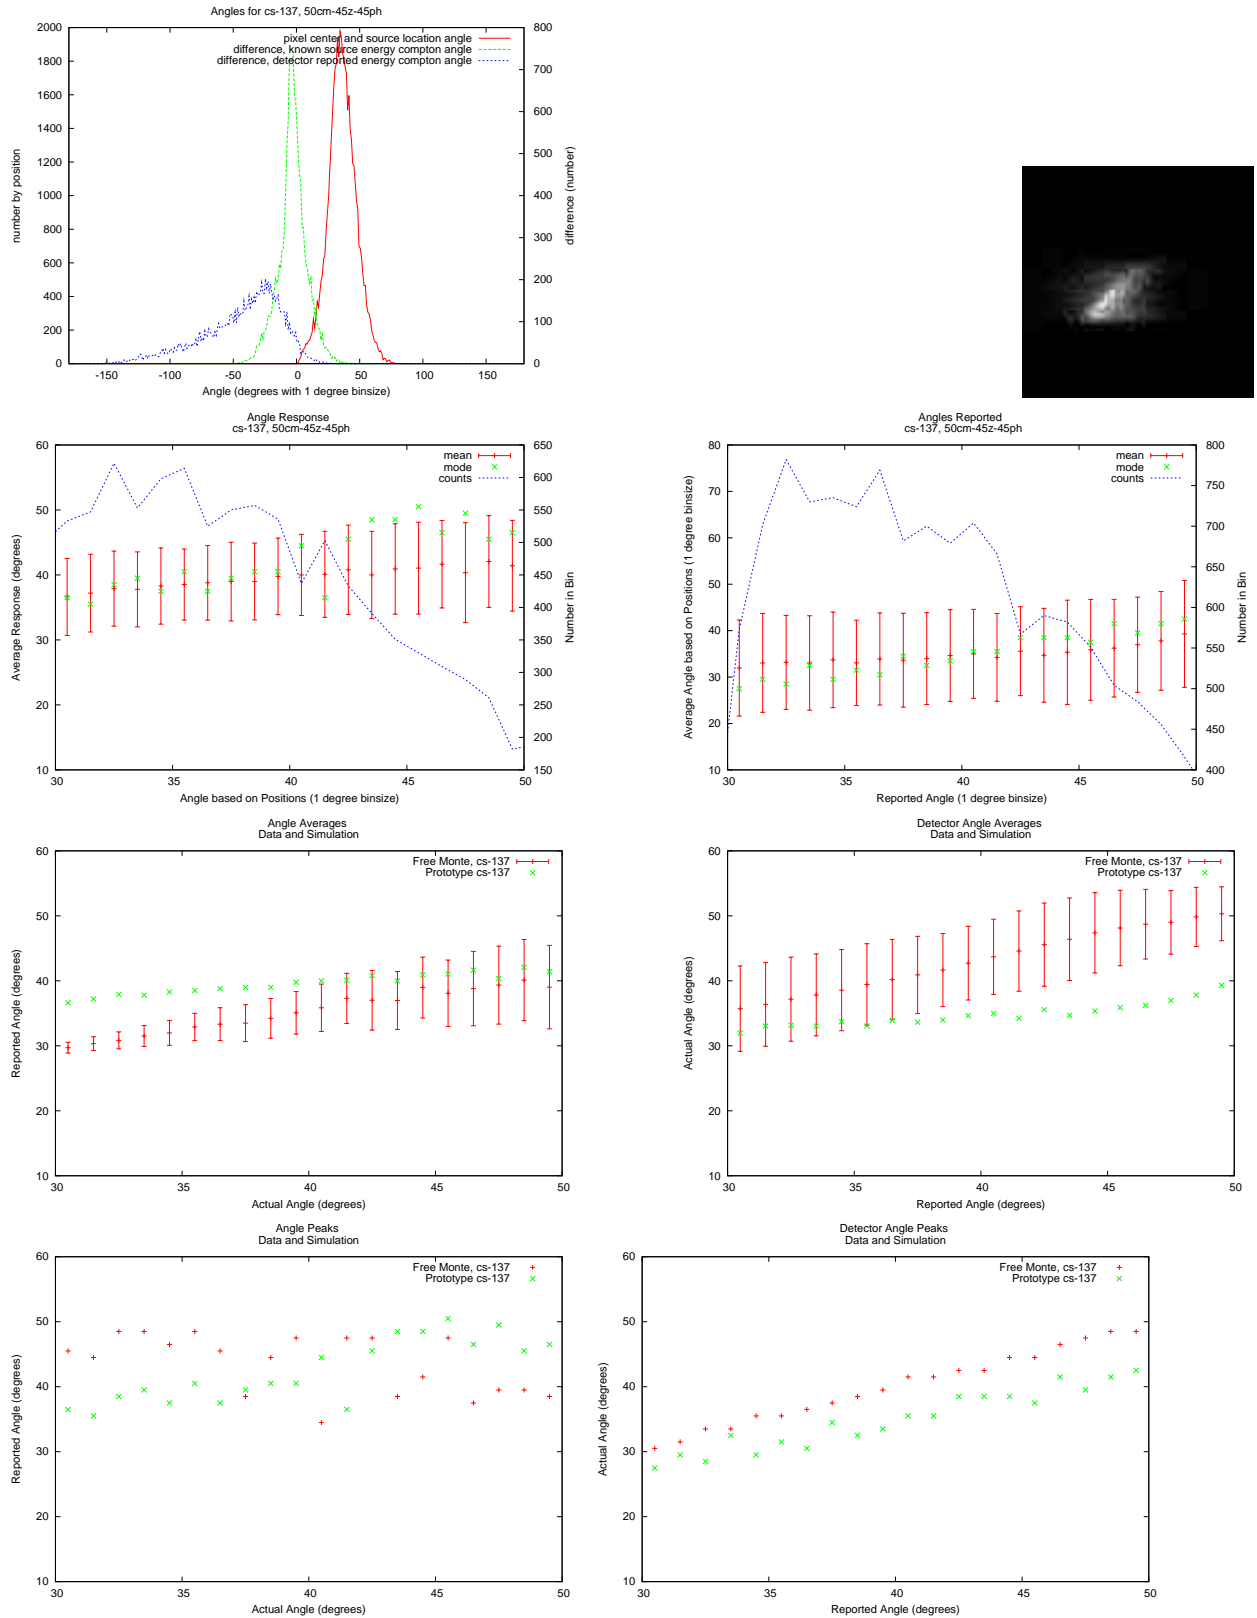 Angles for cs-137, 50cm-45z-45ph
pixel center and source location angle
difference, known source energy compton angle
difference, detector reported energy compton angle
number by position
difference (number)
0
200
400
600
800
1000
1200
1400
1600
1800
2000
0
100
200
300
400
500
600
700
800
-150 -100 -50 0 50 100 150
Angle (degrees with 1 degree binsize)
Angle Response
cs-137, 50cm-45z-45ph
mean
mode
counts
Average Response (degrees)
Number in Bin
10
20
30
40
50
60
150
200
250
300
350
400
450
500
550
600
650
30 35 40 45 50
Angle based on Positions (1 degree binsize)
Angles Reported
cs-137, 50cm-45z-45ph
mean
mode
counts
Average Angle based on Positions (1 degree binsize)
Number in Bin
10
20
30
40
50
60
70
80
400
450
500
550
600
650
700
750
800
30 35 40 45 50
Reported Angle (1 degree binsize)
Angle Averages
Data and Simulation
Free Monte, cs-137
Prototype cs-137
Reported Angle (degrees)
10
20
30
40
50
60
30 35 40 45 50
Actual Angle (degrees)
Detector Angle Averages
Data and Simulation
Free Monte, cs-137
Prototype cs-137
Actual Angle (degrees)
10
20
30
40
50
60
30 35 40 45 50
Reported Angle (degrees)
Angle Peaks
Data and Simulation
Free Monte, cs-137
Prototype cs-137
Reported Angle (degrees)
10
20
30
40
50
60
30 35 40 45 50
Actual Angle (degrees)
Detector Angle Peaks
Data and Simulation
Free Monte, cs-137
Prototype cs-137
Actual Angle (degrees)
10
20
30
40
50
60
30 35 40 45 50
Reported Angle (degrees)